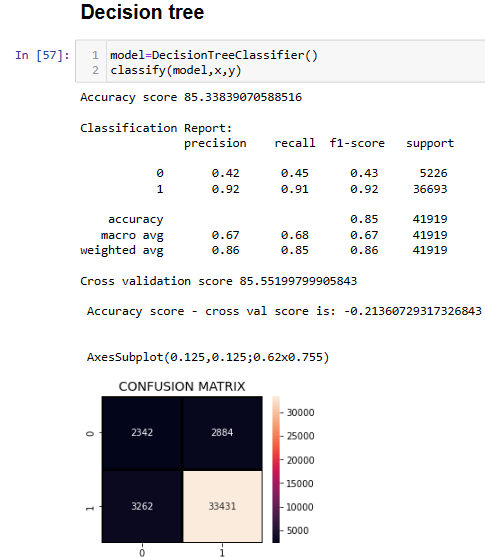 Decision tree
In [57]:
1 model=DecisionTreeClassifier()
2 classify(model,x,y)
Accuracy score 85.33839070588516
Classification Report:
precision recall f1-score support
0 0.42 0.45 0.43 5226
1 0.92 0.91 0.92 36693
accuracy 0.85 41919
macro avg 0.67 0.68 0.67 41919
weighted avg 0.86 0.85 0.86 41919
Cross validation score 85.55199799905843
Accuracy score - cross val score is: -0.21360729317326843
AxesSubplot(0.125,0.125;0.62x0.755)
CONFUSION MATRIX
0 2342 2884
1 3262 33431
0 1
30000
25000
20000
15000
10000
5000